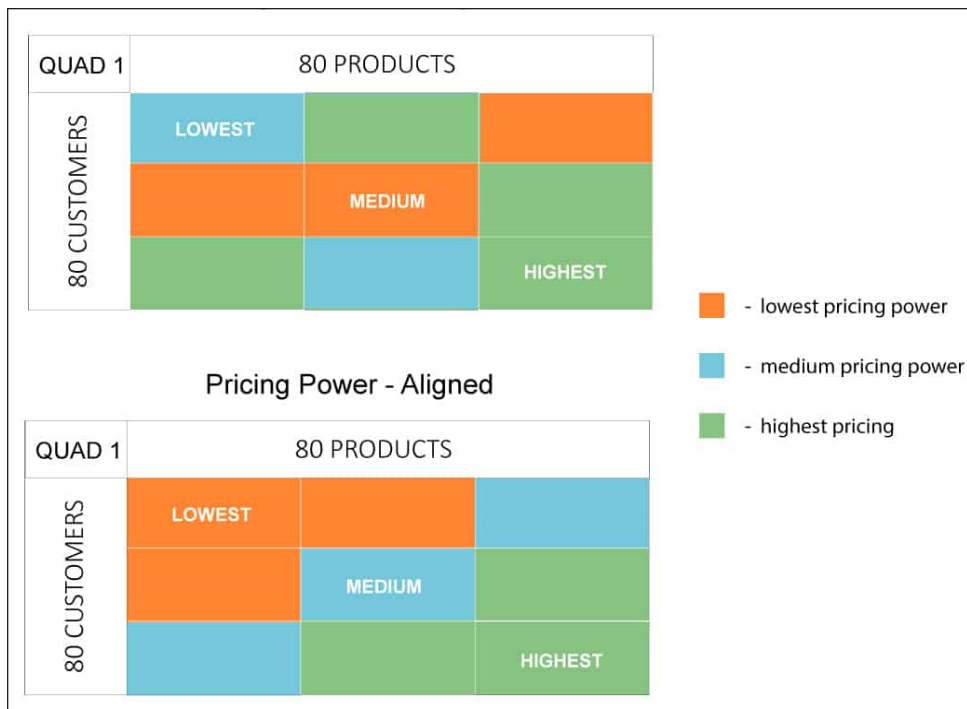 QUAD 1
80 PRODUCTS
80 CUSTOMERS
LOWEST
MEDIUM
HIGHEST
- lowest pricing power
- medium pricing power
- highest pricing
Pricing Power - Aligned
QUAD 1
80 PRODUCTS
80 CUSTOMERS
LOWEST
MEDIUM
HIGHEST